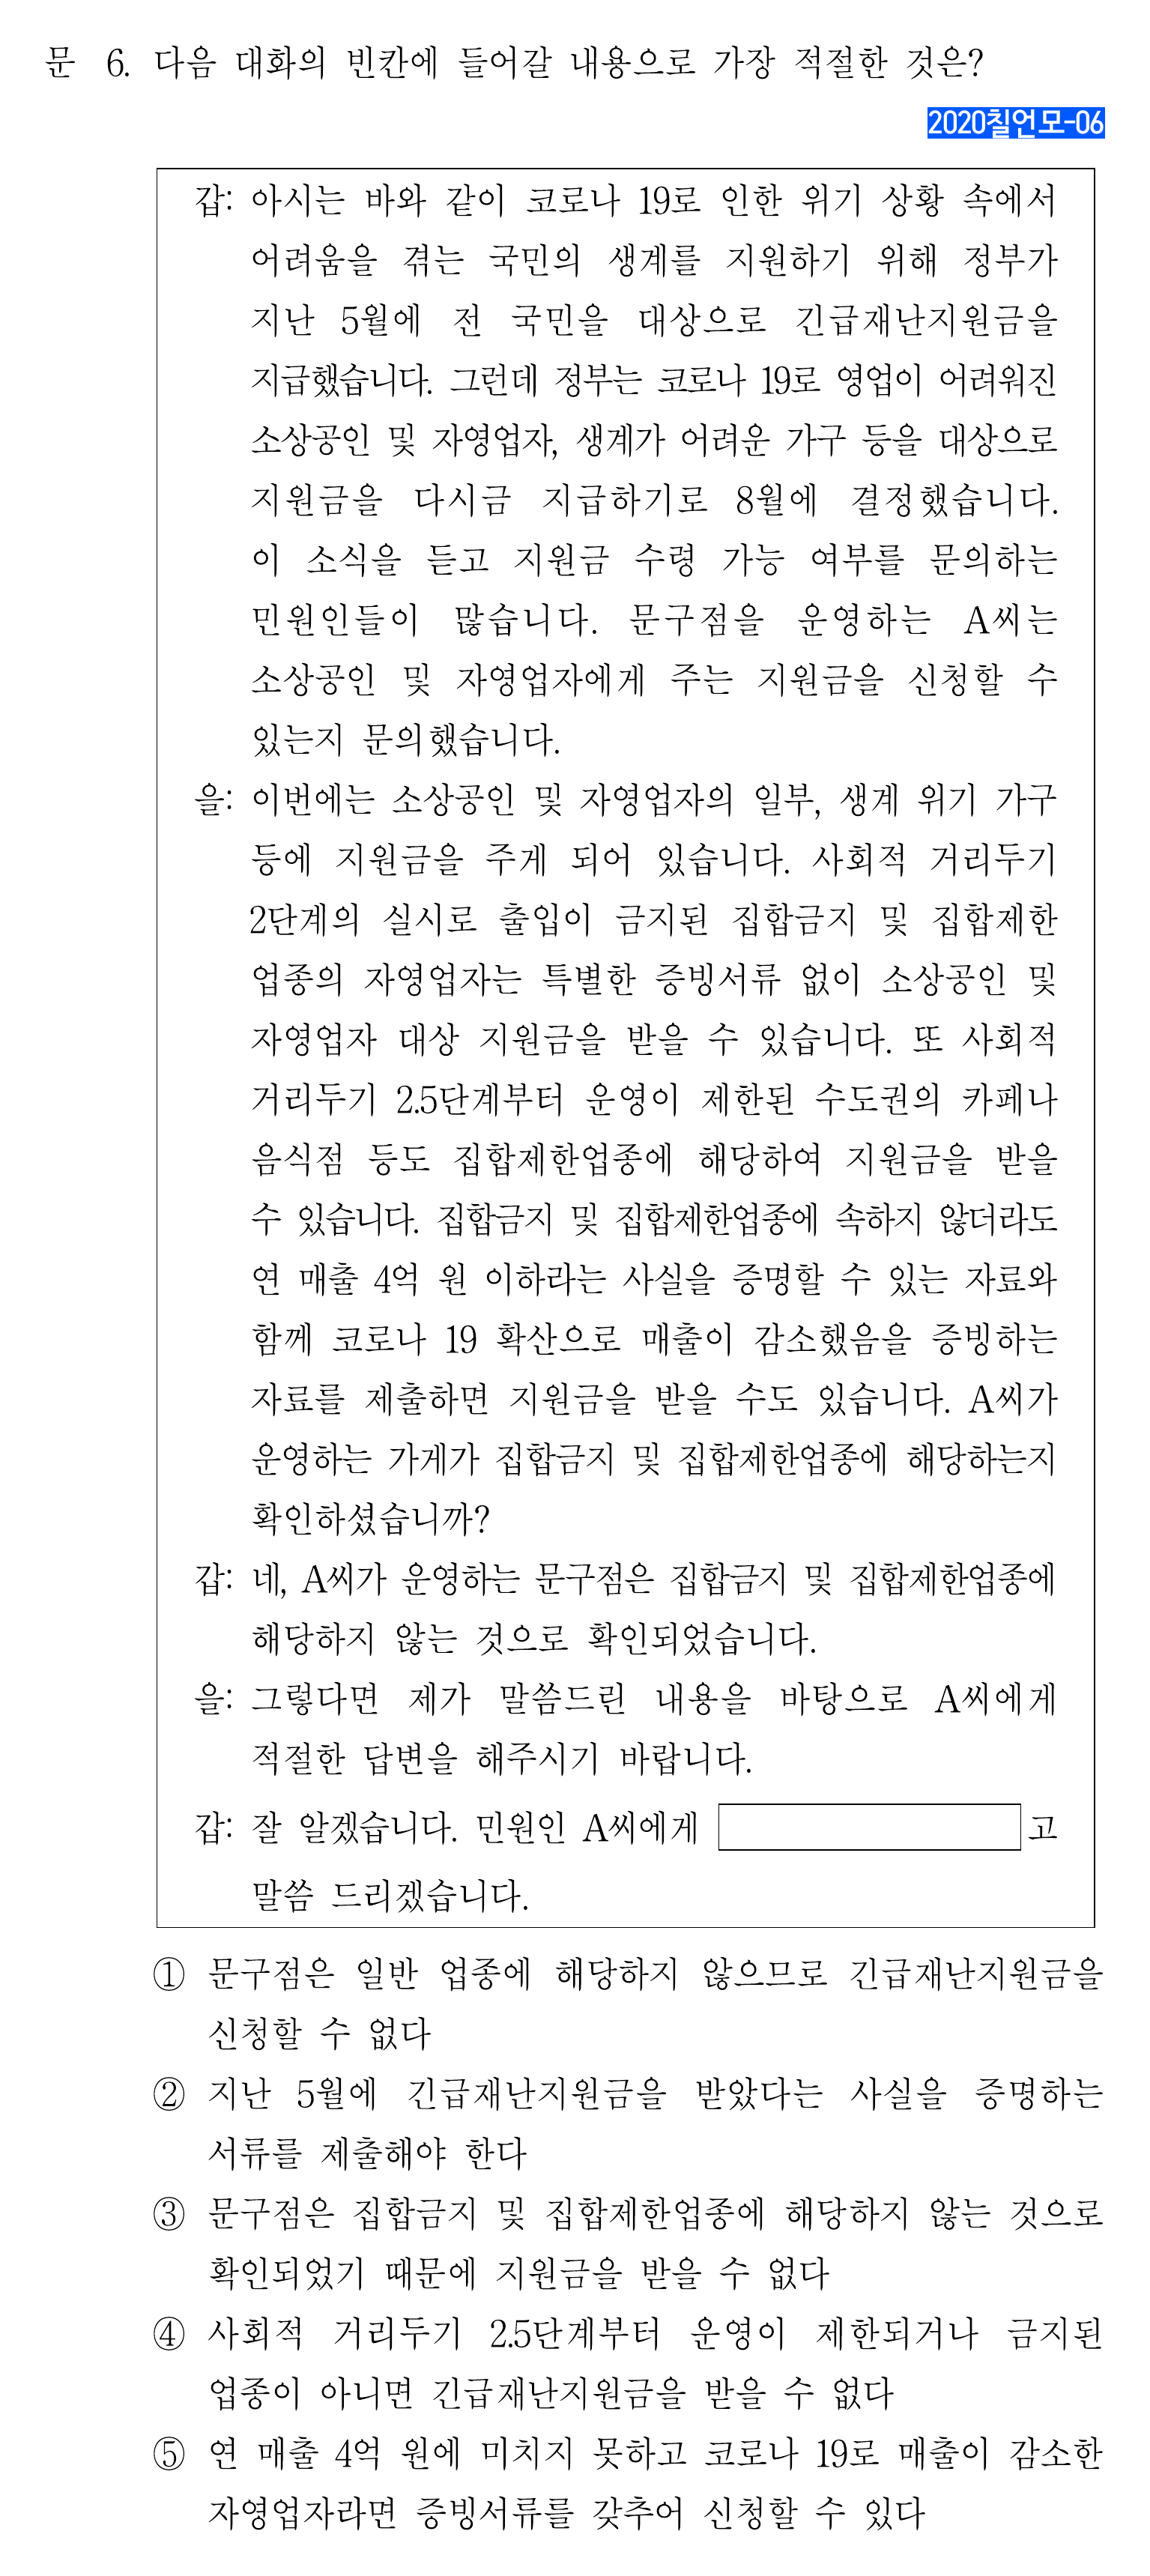 문 6. 다음 대화의 빈칸에 들어갈 내용으로 가장 적절한 것은?
2020칠언모-06
갑: 아시는 바와 같이 코로나 19로 인한 위기 상황 속에서
어려움을 겪는 국민의 생계를 지원하기 위해 정부가
지난 5월에 전 국민을 대상으로 긴급재난지원금을
지급했습니다. 그런데 정부는 코로나 19로 영업이 어려워진
소상공인 및 자영업자, 생계가 어려운 가구 등을 대상으로
지원금을 다시금 지급하기로 8월에 결정했습니다.
이 소식을 듣고 지원금 수령 가능 여부를 문의하는
민원인들이 많습니다. 문구점을 운영하는 A씨는
소상공인 및 자영업자에게 주는 지원금을 신청할 수
있는지 문의했습니다.
을: 이번에는 소상공인 및 자영업자의 일부, 생계 위기 가구
등에 지원금을 주게 되어 있습니다. 사회적 거리두기
2단계의 실시로 출입이 금지된 집합금지 및 집합제한
업종의 자영업자는 특별한 증빙서류 없이 소상공인 및
자영업자 대상 지원금을 받을 수 있습니다. 또 사회적
거리두기 2.5단계부터 운영이 제한된 수도권의 카페나
음식점 등도 집합제한업종에 해당하여 지원금을 받을
수 있습니다. 집합금지 및 집합제한업종에 속하지 않더라도
연 매출 4억 원 이하라는 사실을 증명할 수 있는 자료와
함께 코로나 19 확산으로 매출이 감소했음을 증빙하는
자료를 제출하면 지원금을 받을 수도 있습니다. A씨가
운영하는 가게가 집합금지 및 집합제한업종에 해당하는지
확인하셨습니까?
갑: 네, A씨가 운영하는 문구점은 집합금지 및 집합제한업종에
해당하지 않는 것으로 확인되었습니다.
을: 그렇다면 제가 말씀드린 내용을 바탕으로 A씨에게
적절한 답변을 해주시기 바랍니다.
갑: 잘 알겠습니다. 민원인 A씨에게 고
말씀 드리겠습니다.
① 문구점은 일반 업종에 해당하지 않으므로 긴급재난지원금을
신청할 수 없다
② 지난 5월에 긴급재난지원금을 받았다는 사실을 증명하는
서류를 제출해야 한다
③ 문구점은 집합금지 및 집합제한업종에 해당하지 않는 것으로
확인되었기 때문에 지원금을 받을 수 없다
④ 사회적 거리두기 2.5단계부터 운영이 제한되거나 금지된
업종이 아니면 긴급재난지원금을 받을 수 없다
⑤ 연 매출 4억 원에 미치지 못하고 코로나 19로 매출이 감소한
자영업자라면 증빙서류를 갖추어 신청할 수 있다